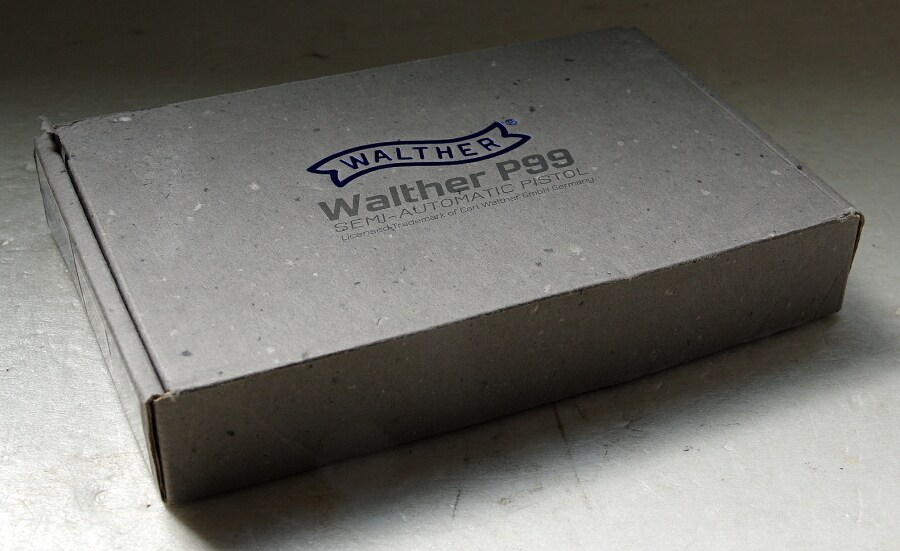 WALTHER ®
Walther P99
SEMI-AUTOMATIC PISTOL
Licensed Trademark of Carl Walther GmbH Germany